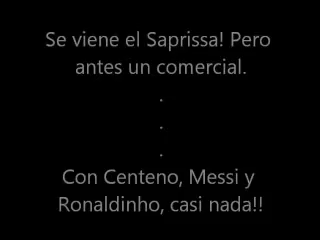 Se viene el Saprissa! Pero
antes un comercial.
.
.
.
Con Centeno, Messi y
Ronaldinho, casi nada!!